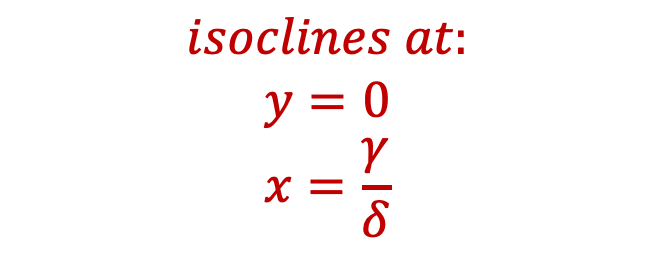 isoclines at:
y = 0
x = γ/δ